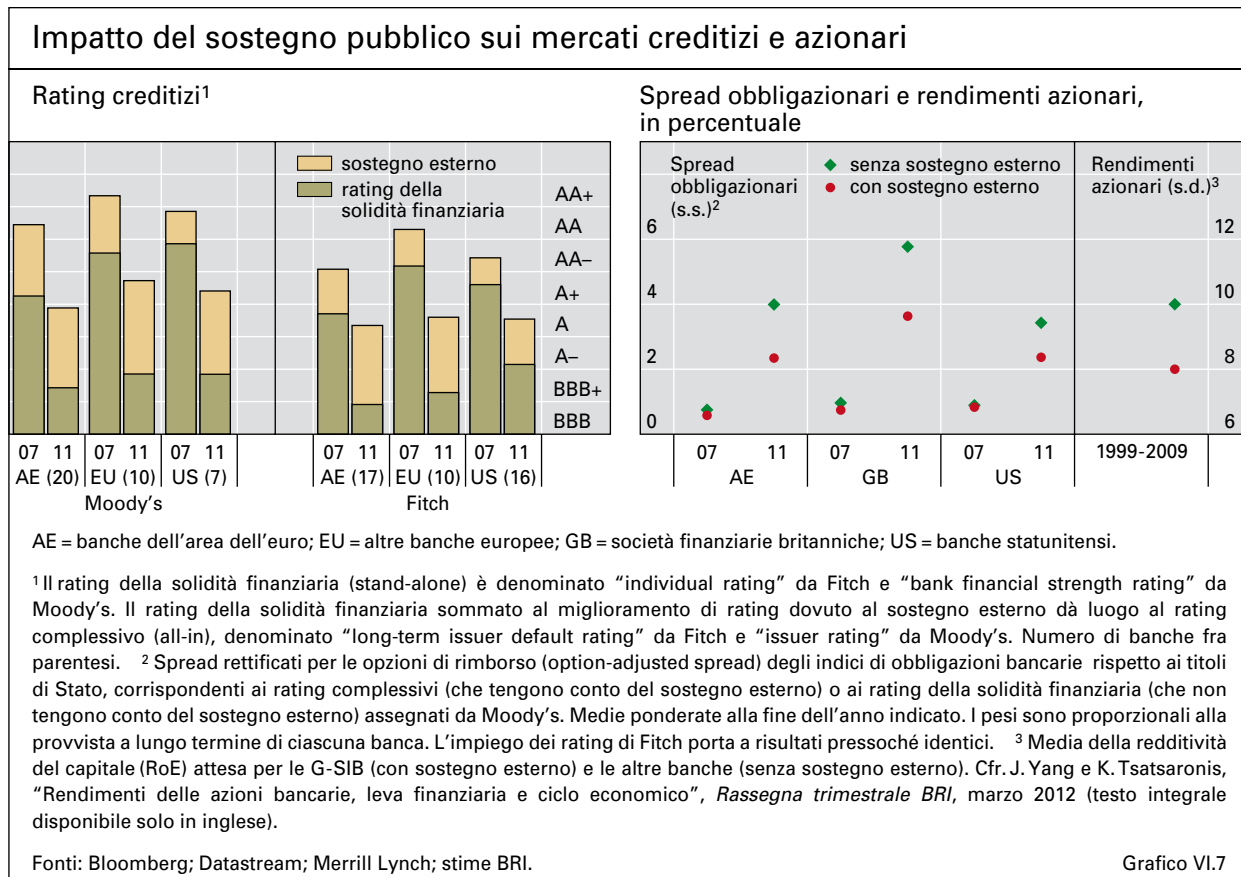 Impatto del sostegno pubblico sui mercati creditizi e azionari
Rating creditizi¹
sostegno esterno
rating della
solidità finanziaria
AA+
AA
AA–
A+
A
A–
BBB+
BBB
07 11 07 11 07 11 07 11 07 11 07 11
AE (20) EU (10) US (7) AE (17) EU (10) US (16)
Moody's Fitch
Spread obbligazionari e rendimenti azionari,
in percentuale
Spread
obbligazionari
(s.s.)²
senza sostegno esterno
con sostegno esterno
Rendimenti
azionari (s.d.)³
6 12
4 10
2 8
0 6
07 11 07 11 07 11 1999-2009
AE GB US
AE = banche dell'area dell'euro; EU = altre banche europee; GB = società finanziarie britanniche; US = banche statunitensi.
¹ Il rating della solidità finanziaria (stand-alone) è denominato “individual rating” da Fitch e “bank financial strength rating” da
Moody's. Il rating della solidità finanziaria sommato al miglioramento di rating dovuto al sostegno esterno dà luogo al rating
complessivo (all-in), denominato “long-term issuer default rating” da Fitch e “issuer rating” da Moody's. Numero di banche fra
parentesi. ² Spread rettificati per le opzioni di rimborso (option-adjusted spread) degli indici di obbligazioni bancarie rispetto ai titoli
di Stato, corrispondenti ai rating complessivi (che tengono conto del sostegno esterno) o ai rating della solidità finanziaria (che non
tengono conto del sostegno esterno) assegnati da Moody's. Medie ponderate alla fine dell'anno indicato. I pesi sono proporzionali alla
provvista a lungo termine di ciascuna banca. L'impiego dei rating di Fitch porta a risultati pressoché identici. ³ Media della redditività
del capitale (RoE) attesa per le G-SIB (con sostegno esterno) e le altre banche (senza sostegno esterno). Cfr. J. Yang e K. Tsatsaronis,
“Rendimenti delle azioni bancarie, leva finanziaria e ciclo economico”, Rassegna trimestrale BRI, marzo 2012 (testo integrale
disponibile solo in inglese).
Fonti: Bloomberg; Datastream; Merrill Lynch; stime BRI. Grafico VI.7